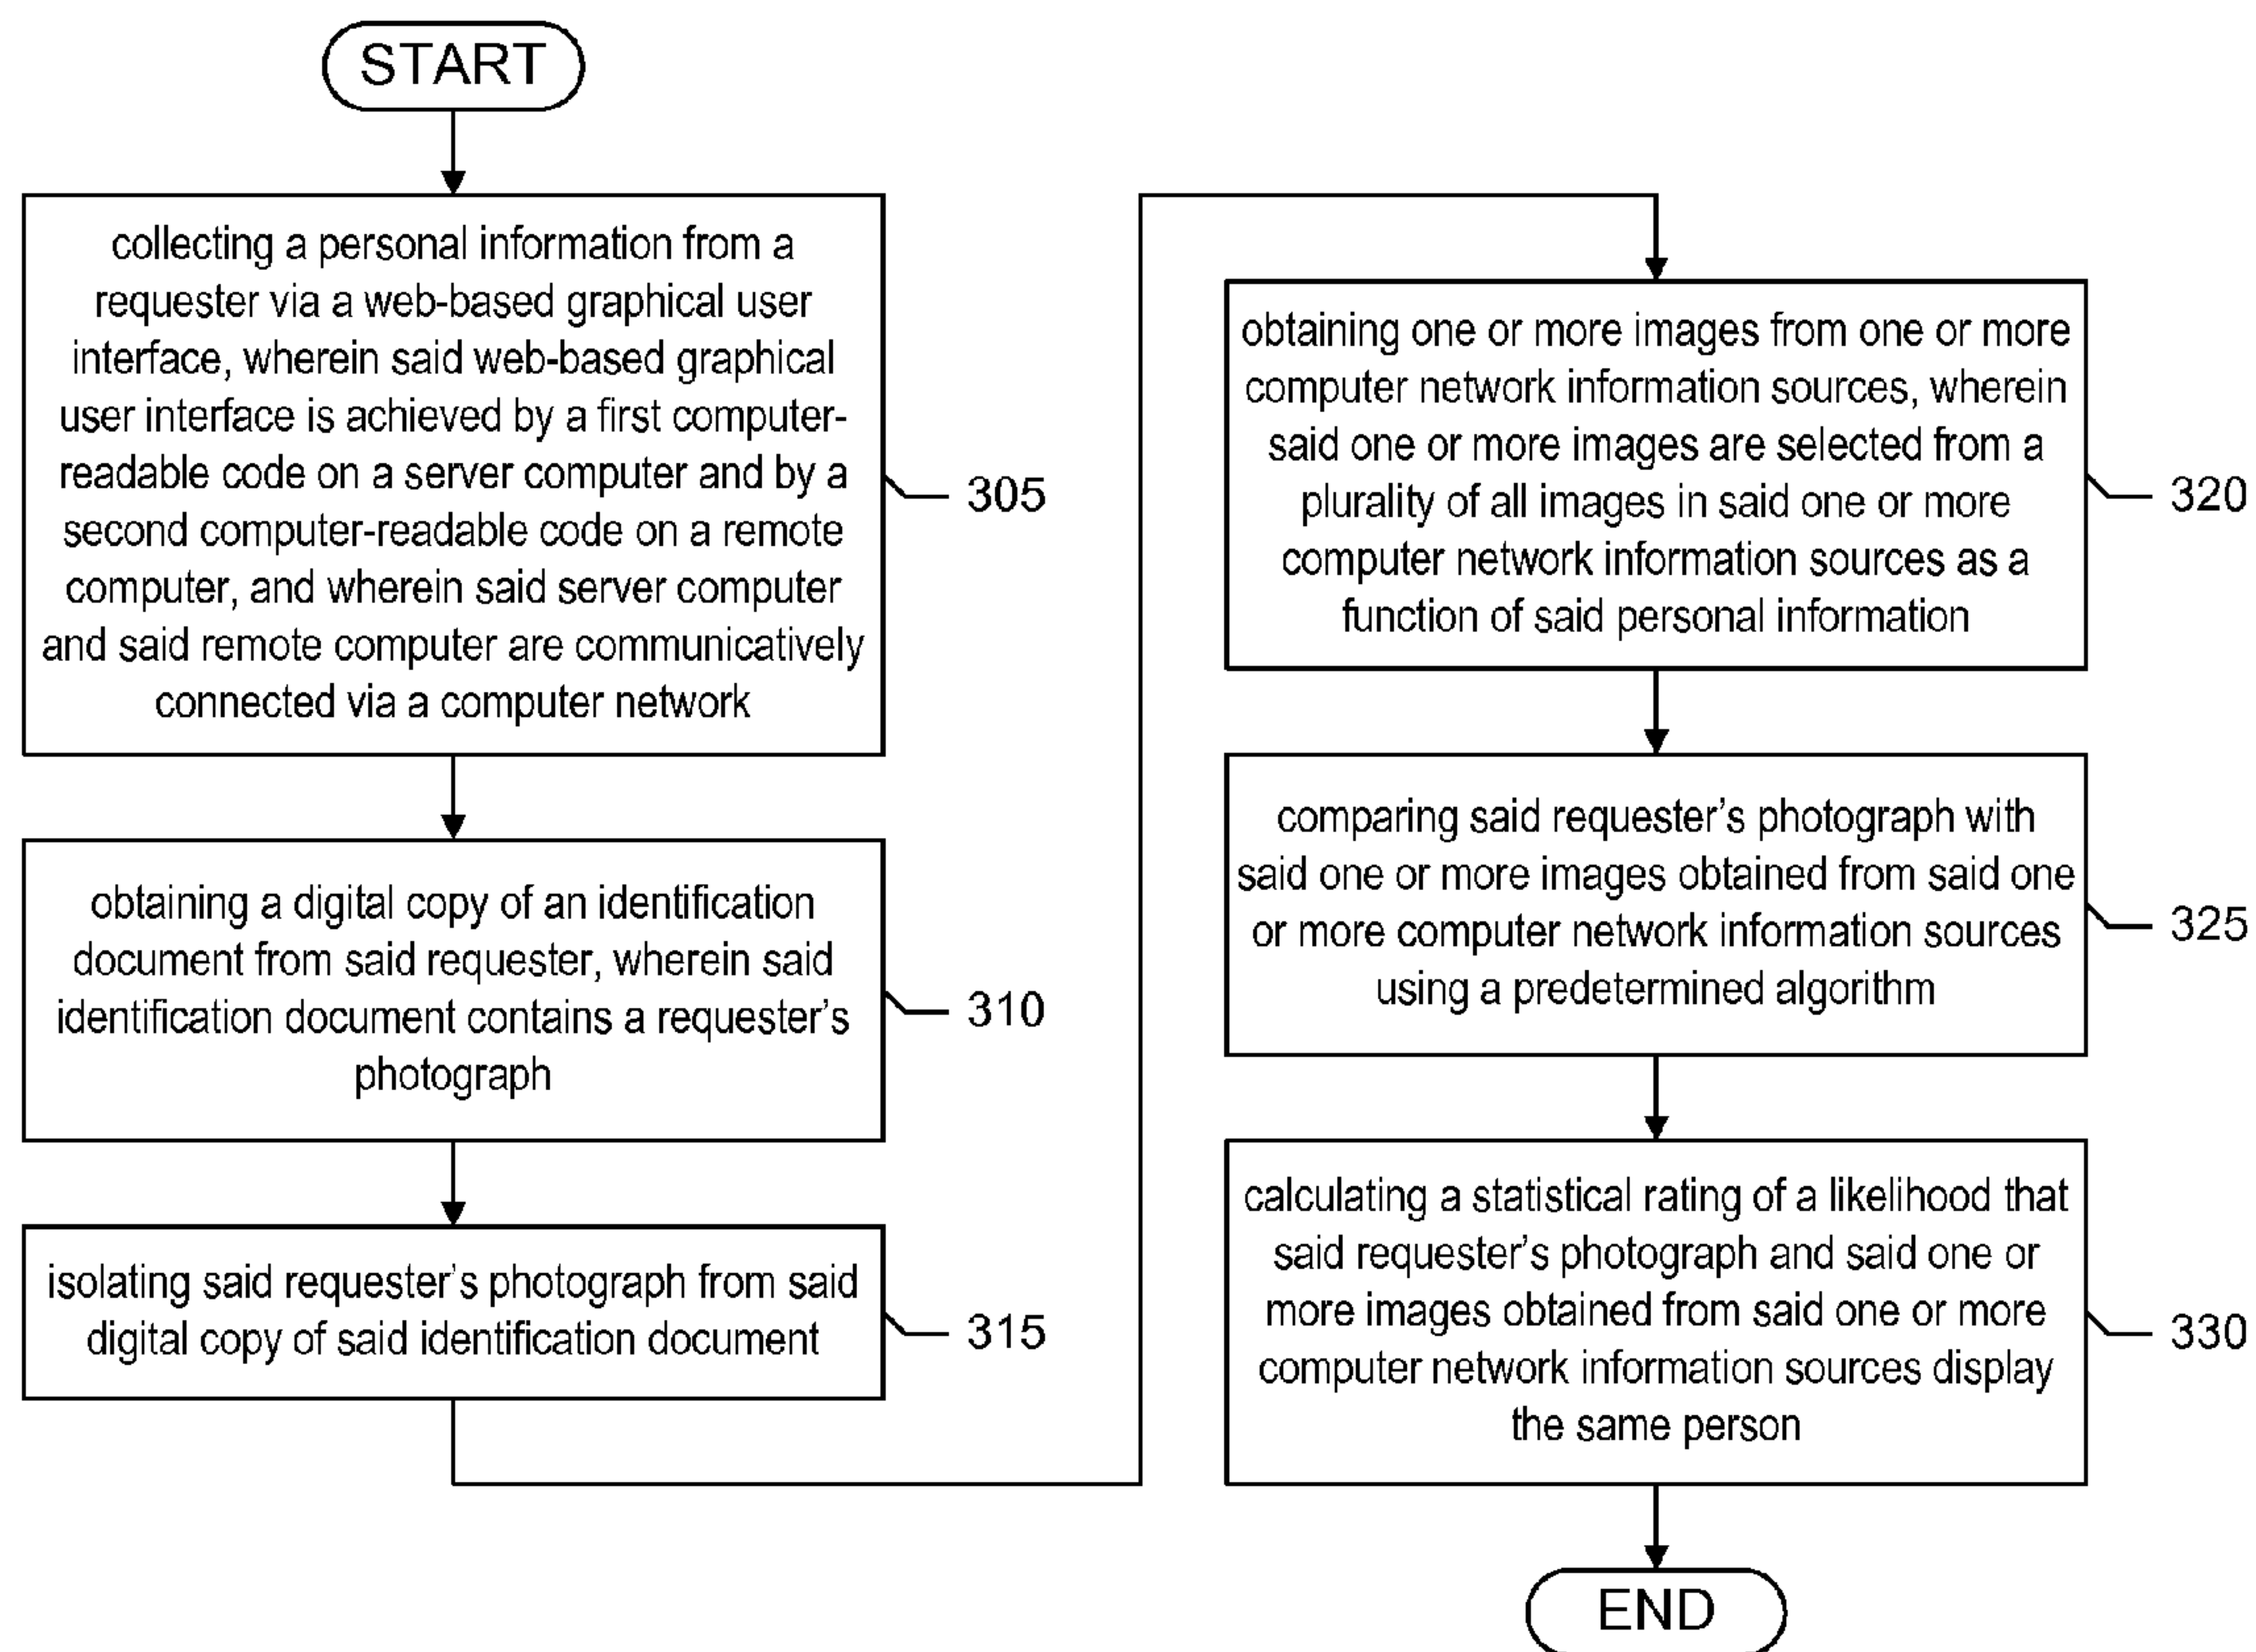 START
collecting a personal information from a
requester via a web-based graphical user
interface, wherein said web-based graphical
user interface is achieved by a first computer-
readable code on a server computer and by a
second computer-readable code on a remote
computer, and wherein said server computer
and said remote computer are communicatively
connected via a computer network
305
obtaining a digital copy of an identification
document from said requester, wherein said
identification document contains a requester's
photograph
310
isolating said requester's photograph from said
digital copy of said identification document
315
obtaining one or more images from one or more
computer network information sources, wherein
said one or more images are selected from a
plurality of all images in said one or more
computer network information sources as a
function of said personal information
320
comparing said requester's photograph with
said one or more images obtained from said one
or more computer network information sources
using a predetermined algorithm
325
calculating a statistical rating of a likelihood that
said requester's photograph and said one or
more images obtained from said one or more
computer network information sources display
the same person
330
END